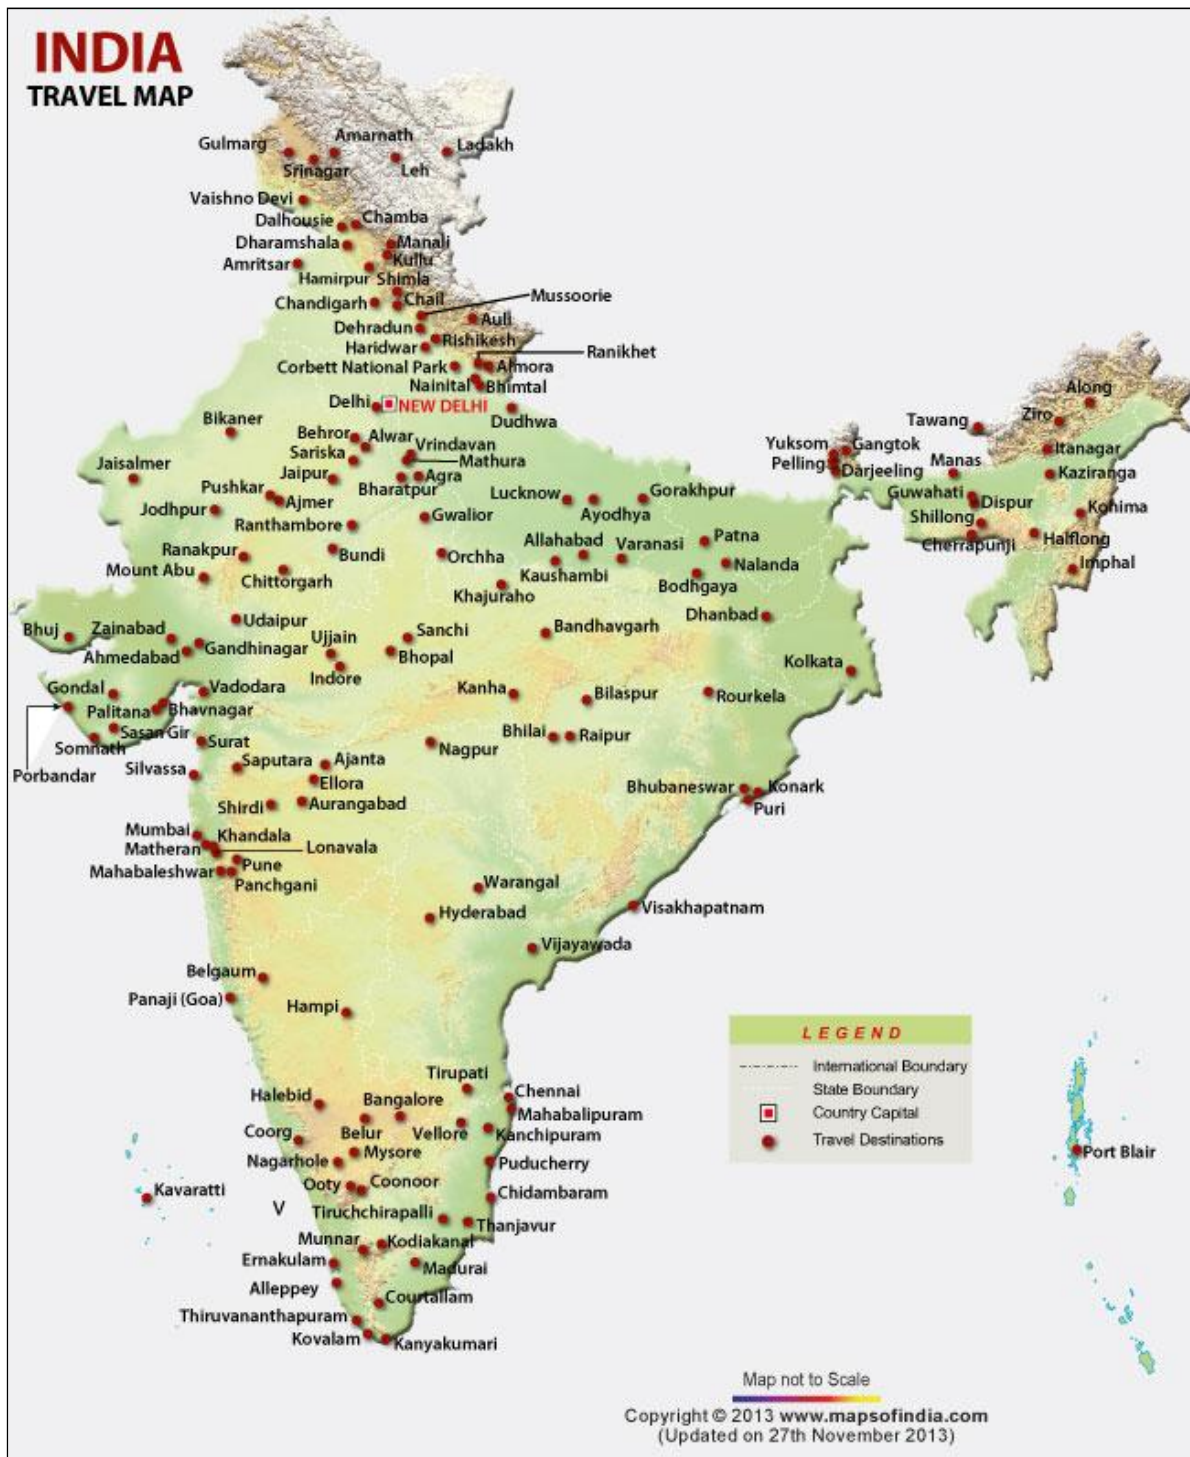 INDIA
TRAVEL MAP
Gulmarg
Amarnath
Ladakh
Srinagar
Leh
Vaishno Devi
Dalhousie
Chamba
Dharamshala
Manali
Kullu
Amritsar
Hamirpur
Shimla
Chandigarh
Chail
Mussoorie
Auli
Dehradun
Rishikesh
Haridwar
Ranikhet
Corbett National Park
Almora
Nainital
Bhimtal
Delhi
NEW DELHI
Dudhwa
Along
Ziro
Tawang
Bikaner
Behror
Alwar
Vrindavan
Yuksom
Gangtok
Itanagar
Sariska
Mathura
Pelling
Darjeeling
Manas
Kaziranga
Jaisalmer
Jaipur
Bharatpur
Agra
Pushkar
Ajmer
Lucknow
Ayodhya
Gorakhpur
Guwahati
Dispur
Jodhpur
Ranthambore
Gwalior
Shillong
Kohima
Cherrapunji
Halflong
Imphal
Ranakpur
Bundi
Orchha
Allahabad
Varanasi
Patna
Mount Abu
Chittorgarh
Kaushambi
Nalanda
Khajuraho
Bodhgaya
Dhanbad
Udaipur
Bhuj
Zainabad
Gandhinagar
Ujjain
Sanchi
Bandhavgarh
Ahmedabad
Bhopal
Indore
Kolkata
Gondal
Vadodara
Kanha
Bilaspur
Rourkela
Palitana
Bhavnagar
Sasan Gir
Somnath
Surat
Nagpur
Bhilai
Raipur
Porbandar
Silvassa
Saputara
Ajanta
Ellora
Shirdi
Aurangabad
Bhubaneswar
Konark
Puri
Mumbai
Khandala
Matheran
Lonavala
Pune
Mahabaleshwar
Panchgani
Warangal
Hyderabad
Visakhapatnam
Vijayawada
Belgaum
Panaji (Goa)
Hampi
LEGEND
International Boundary
State Boundary
Country Capital
Travel Destinations
Tirupati
Chennai
Halebid
Bangalore
Mahabalipuram
Coorg
Belur
Vellore
Kanchipuram
Mysore
Nagarhole
Puducherry
Port Blair
Ooty
Coonoor
Chidambaram
Kavaratti
V
Tiruchchirapalli
Thanjavur
Munnar
Kodiakanal
Ernakulam
Madurai
Alleppey
Courtallam
Thiruvananthapuram
Kovalam
Kanyakumari
Map not to Scale
Copyright © 2013 www.mapsofindia.com
(Updated on 27th November 2013)